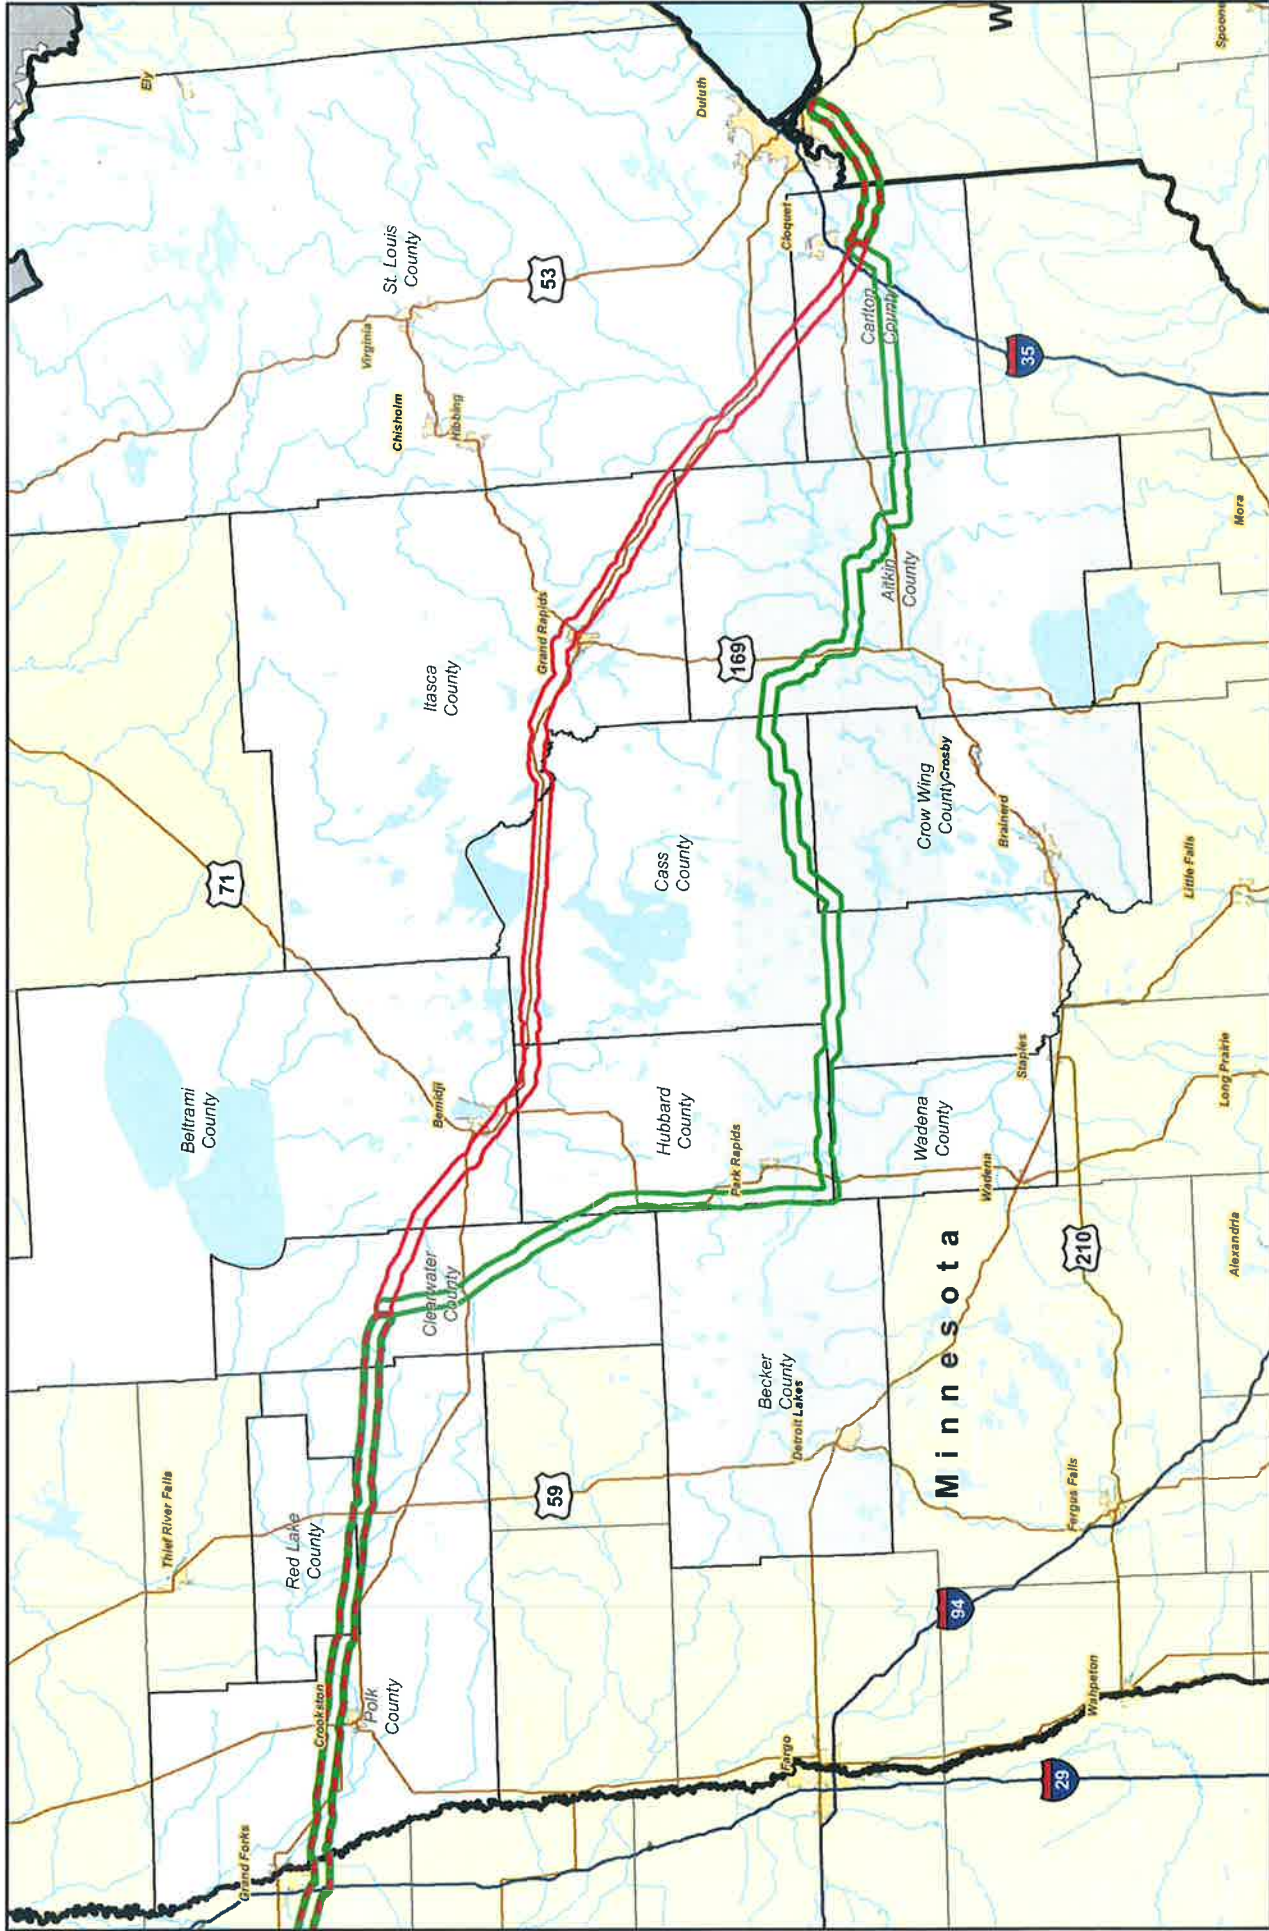 Ely
Duluth
W
Spoone
St. Louis
County
53
Virginia
Chisholm
Hibbing
Cloquet
Carlton
County
35
Grand Rapids
Itasca
County
169
Aitkin
County
Mora
71
Cass
County
Crow Wing
County
Crosby
Brainerd
Little Falls
Beltrami
County
Bemidji
Hubbard
County
Park Rapids
Wadena
County
Staples
Wadena
Long Prairie
Clearwater
County
Minnesota
210
Alexandria
Becker
County
Detroit Lakes
Thief River Falls
Red Lake
County
59
Fergus Falls
94
Crookston
Polk
County
Grand Forks
Fargo
29
Wahpeton